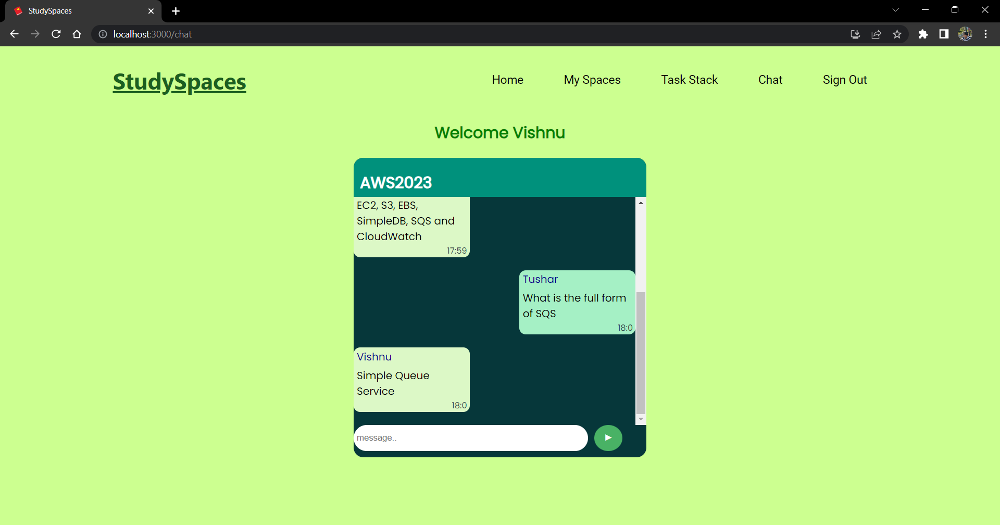 StudySpaces
localhost:3000/chat
StudySpaces
Home
My Spaces
Task Stack
Chat
Sign Out
Welcome Vishnu
AWS2023
EC2, S3, EBS,
SimpleDB, SQS and
CloudWatch
17:59
Tushar
What is the full form
of SQS
18:0
Vishnu
Simple Queue
Service
18:0
message..